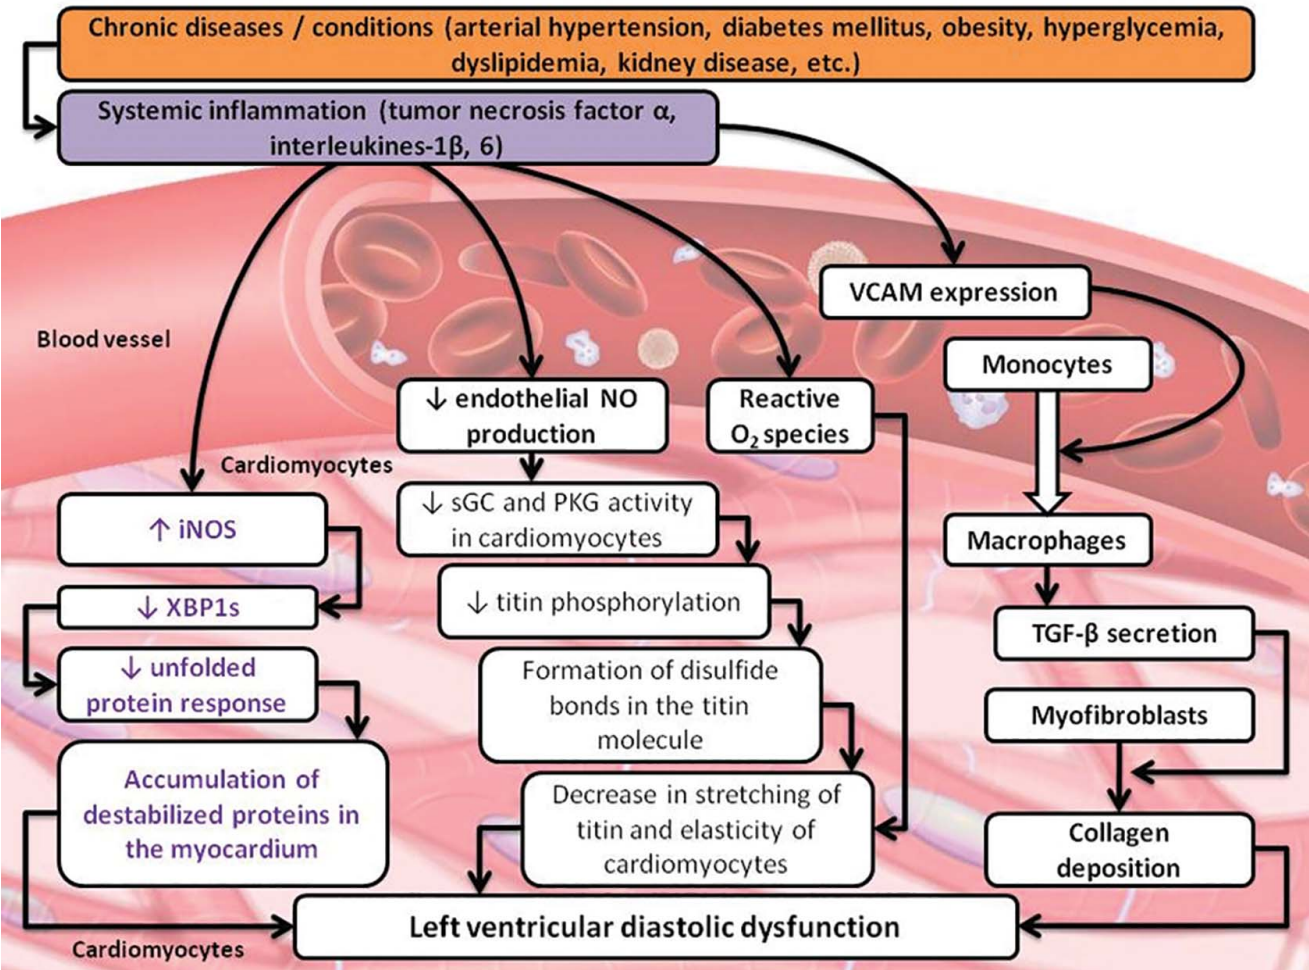 Chronic diseases / conditions (arterial hypertension, diabetes mellitus, obesity, hyperglycemia,
dyslipidemia, kidney disease, etc.)
Systemic inflammation (tumor necrosis factor α,
interleukines-1β, 6)
VCAM expression
Blood vessel
Monocytes
↓ endothelial NO
production
Reactive
O₂ species
Cardiomyocytes
↑ iNOS
↓ sGC and PKG activity
in cardiomyocytes
Macrophages
↓ XBP1s
↓ titin phosphorylation
TGF-β secretion
↓ unfolded
protein response
Formation of disulfide
bonds in the titin
molecule
Myofibroblasts
Accumulation of
destabilized proteins in
the myocardium
Decrease in stretching of
titin and elasticity of
cardiomyocytes
Collagen
deposition
Left ventricular diastolic dysfunction
Cardiomyocytes